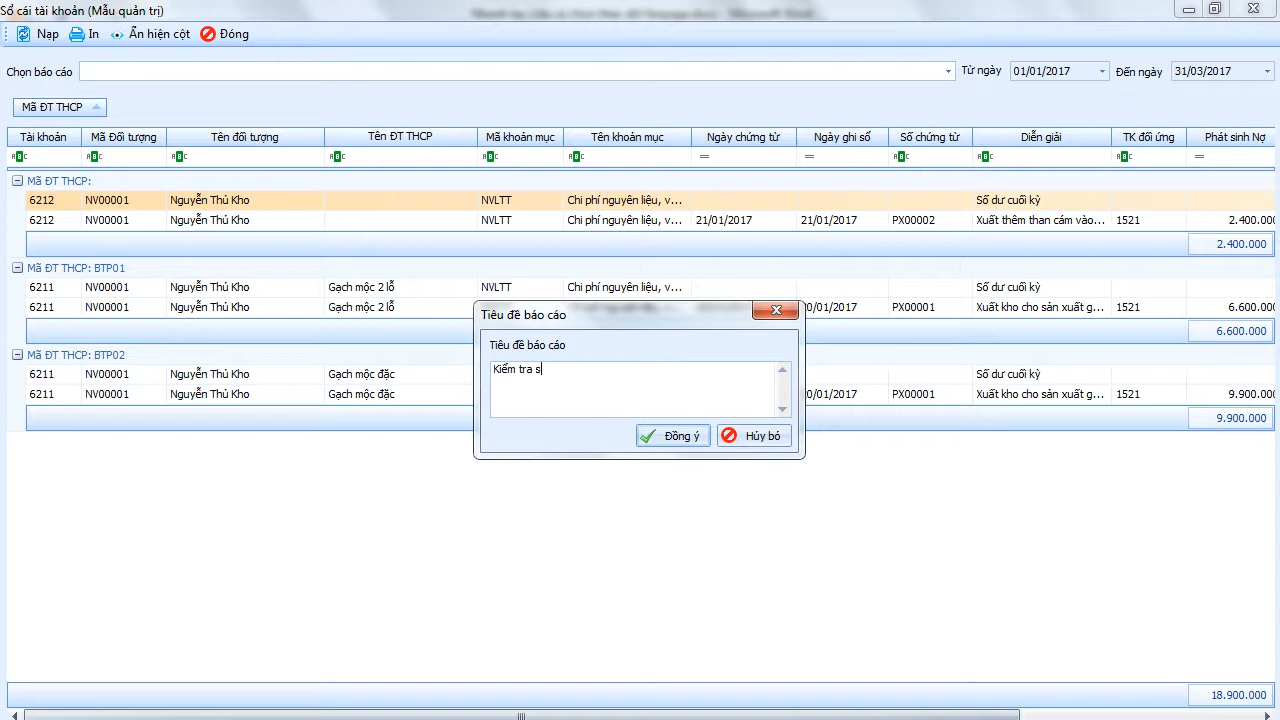 Sổ cái tài khoản (Mẫu quản trị)
Nạp In Ẩn hiện cột Đóng
Chọn báo cáo Từ ngày 01/01/2017 Đến ngày 31/03/2017
Mã ĐT THCP
Tài khoản Mã Đối tượng Tên đối tượng Tên ĐT THCP Mã khoản mục Tên khoản mục Ngày chứng từ Ngày ghi sổ Số chứng từ Diễn giải TK đối ứng Phát sinh Nợ
Mã ĐT THCP:
6212 NV00001 Nguyễn Thủ Kho NVLTT Chi phí nguyên liệu, v... Số dư cuối kỳ
6212 NV00001 Nguyễn Thủ Kho NVLTT Chi phí nguyên liệu, v... 21/01/2017 21/01/2017 PX00002 Xuất thêm than cám vào... 1521 2.400.000
2.400.000
Mã ĐT THCP: BTP01
6211 NV00001 Nguyễn Thủ Kho Gạch mộc 2 lỗ NVLTT Chi phí nguyên liệu, v... Số dư cuối kỳ
6211 NV00001 Nguyễn Thủ Kho Gạch mộc 2 lỗ 0/01/2017 PX00001 Xuất kho cho sản xuất g... 1521 6.600.000
6.600.000
Mã ĐT THCP: BTP02
6211 NV00001 Nguyễn Thủ Kho Gạch mộc đặc Số dư cuối kỳ
6211 NV00001 Nguyễn Thủ Kho Gạch mộc đặc 0/01/2017 PX00001 Xuất kho cho sản xuất g... 1521 9.900.000
9.900.000
Tiêu đề báo cáo
Tiêu đề báo cáo
Kiểm tra s
Đồng ý Hủy bỏ
18.900.000